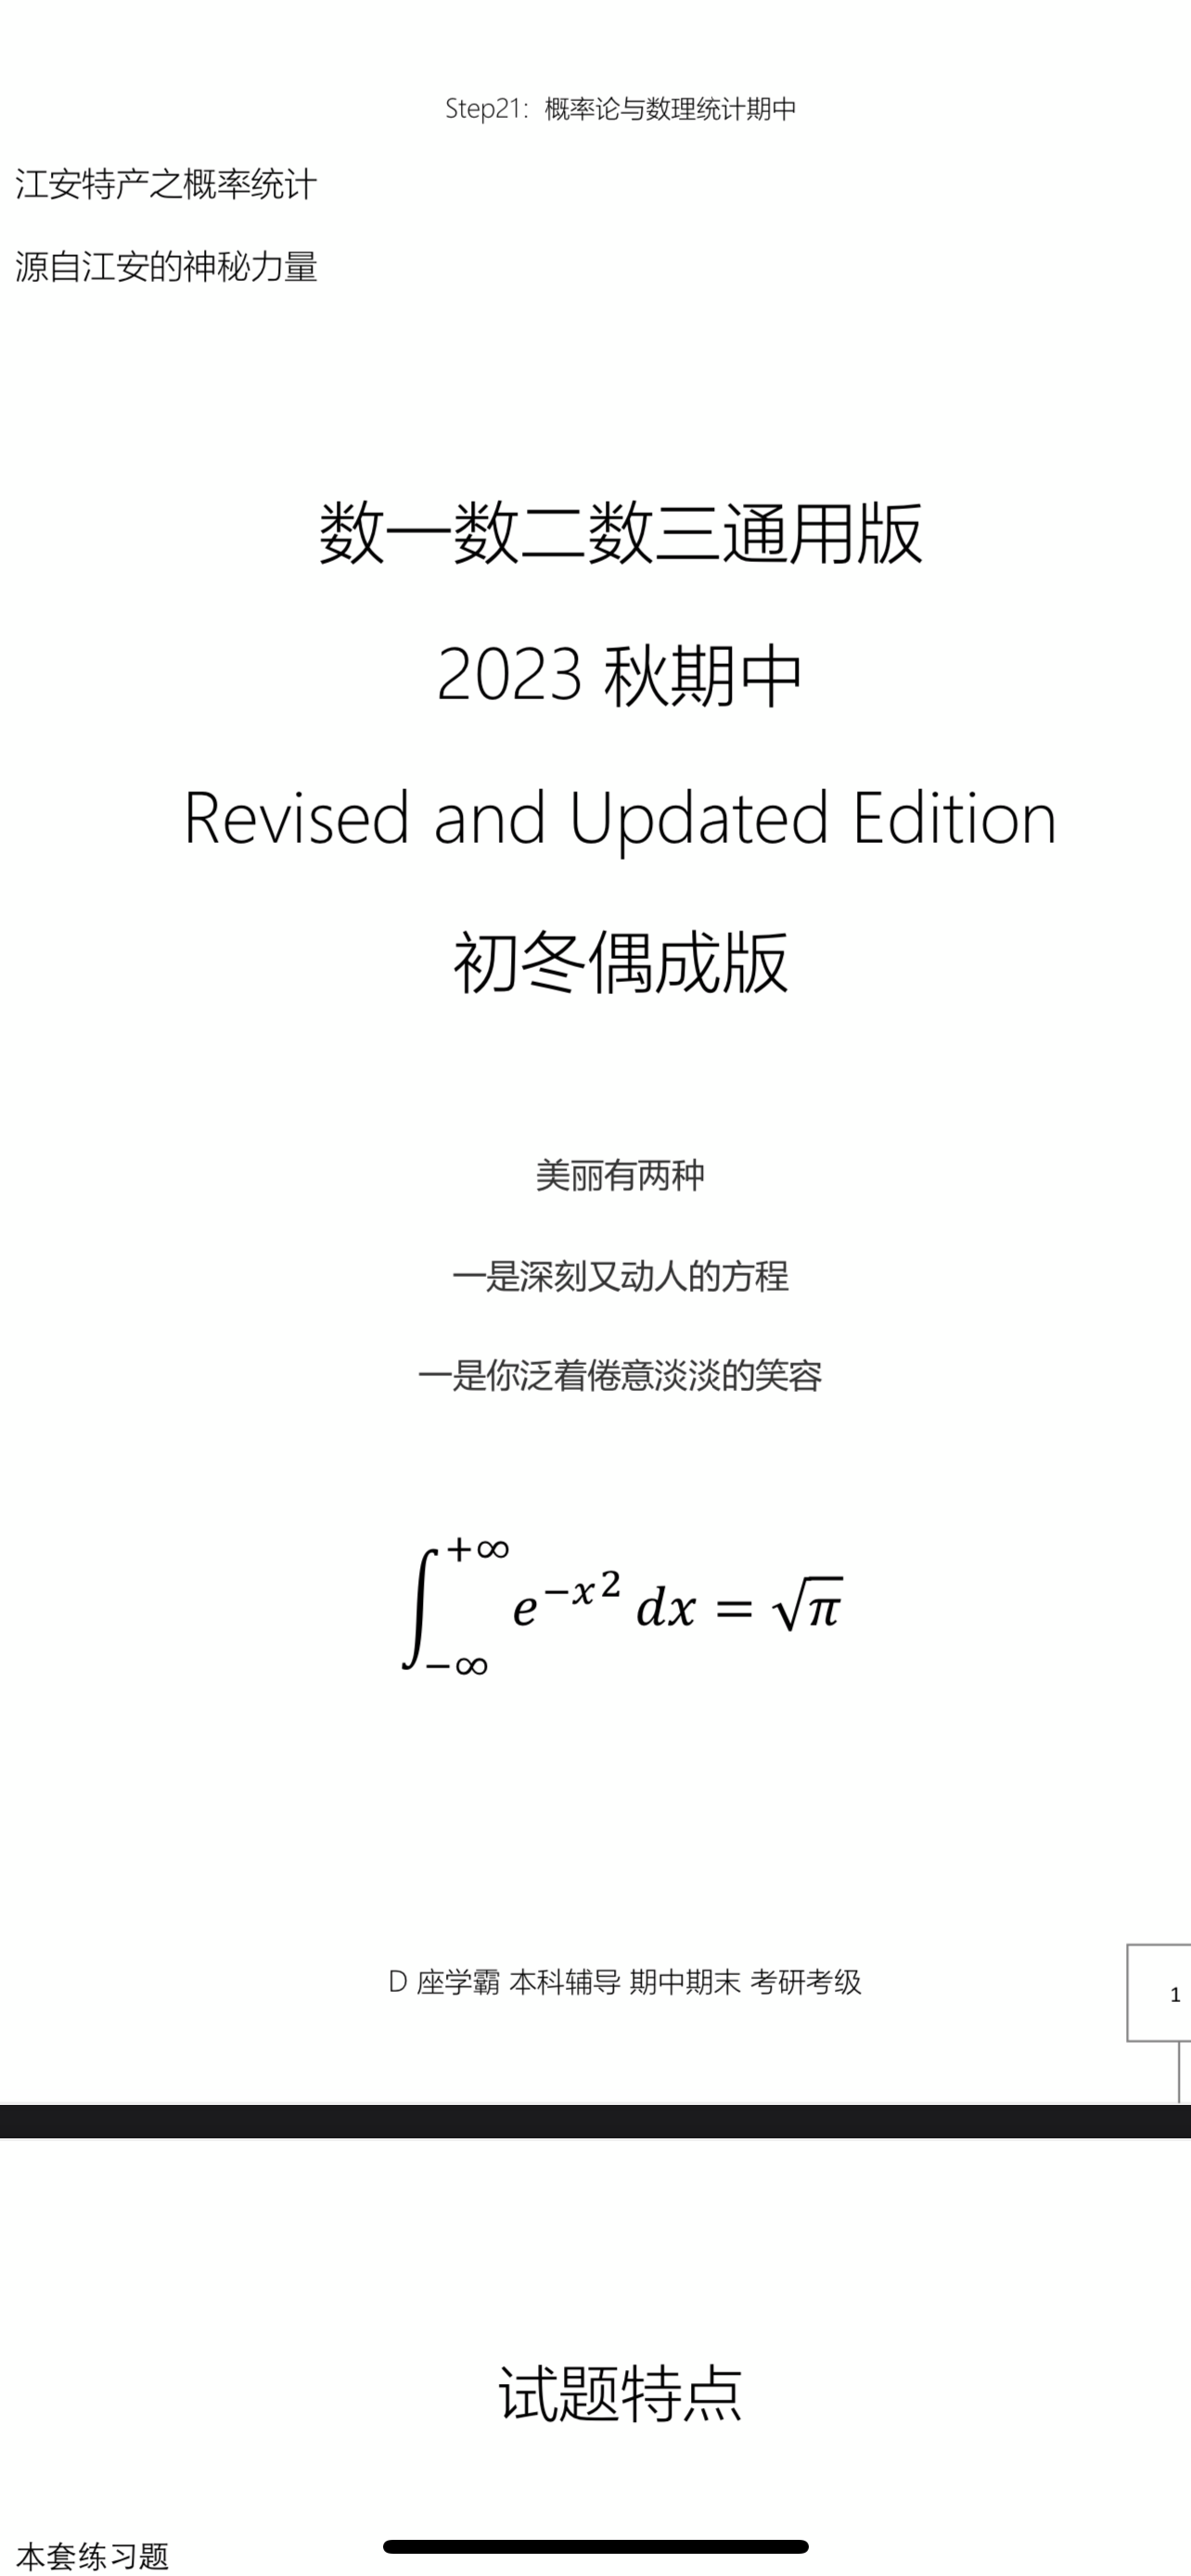 Step21：概率论与数理统计期中
江安特产之概率统计
源自江安的神秘力量
数一数二数三通用版
2023 秋期中
Revised and Updated Edition
初冬偶成版
美丽有两种
一是深刻又动人的方程
一是你泛着倦意淡淡的笑容
∫_{-∞}^{+∞} e^{-x^2} dx = √π
D 座学霸 本科辅导 期中期末 考研考级
1
试题特点
本套练习题